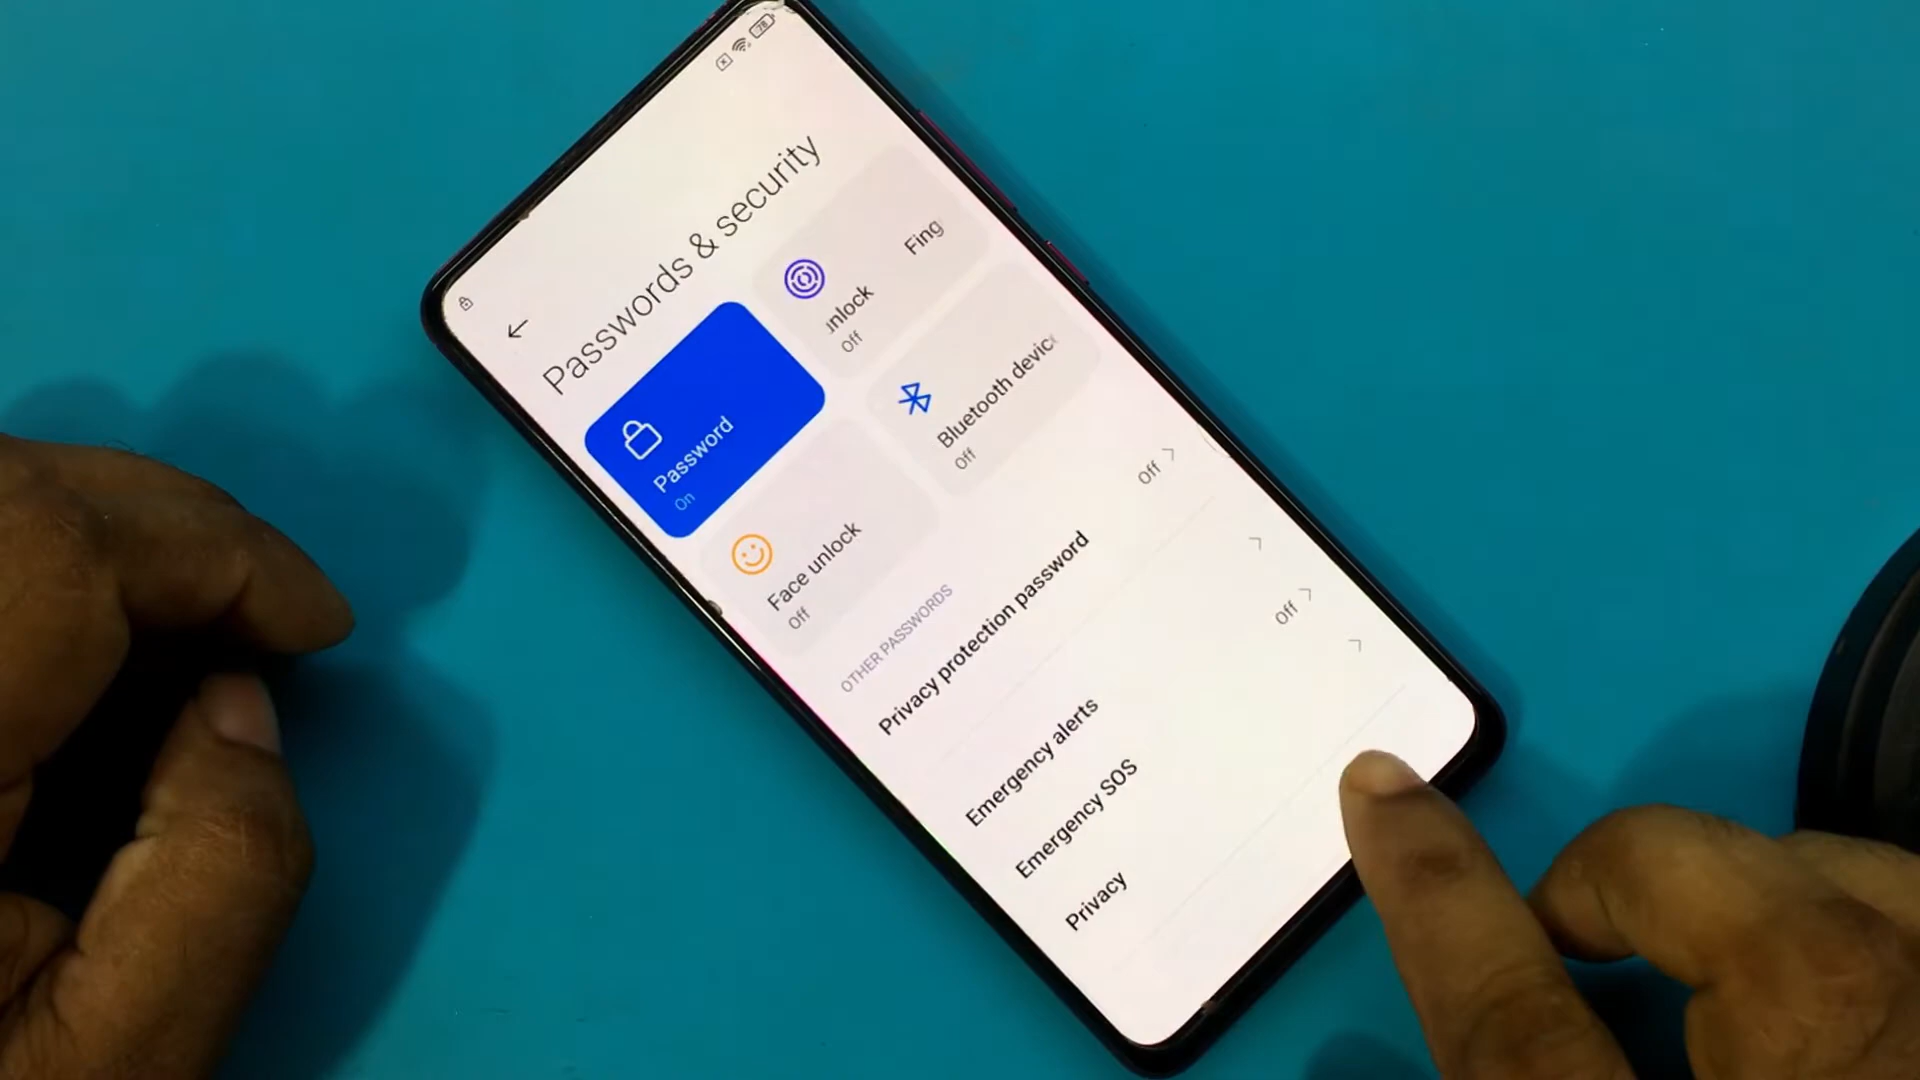 78
Passwords & security
Password
On
unlock
Fing
Off
Face unlock
Off
Bluetooth devic
Off
OTHER PASSWORDS
Privacy protection password
Off
Emergency alerts
Emergency SOS
Off
Privacy